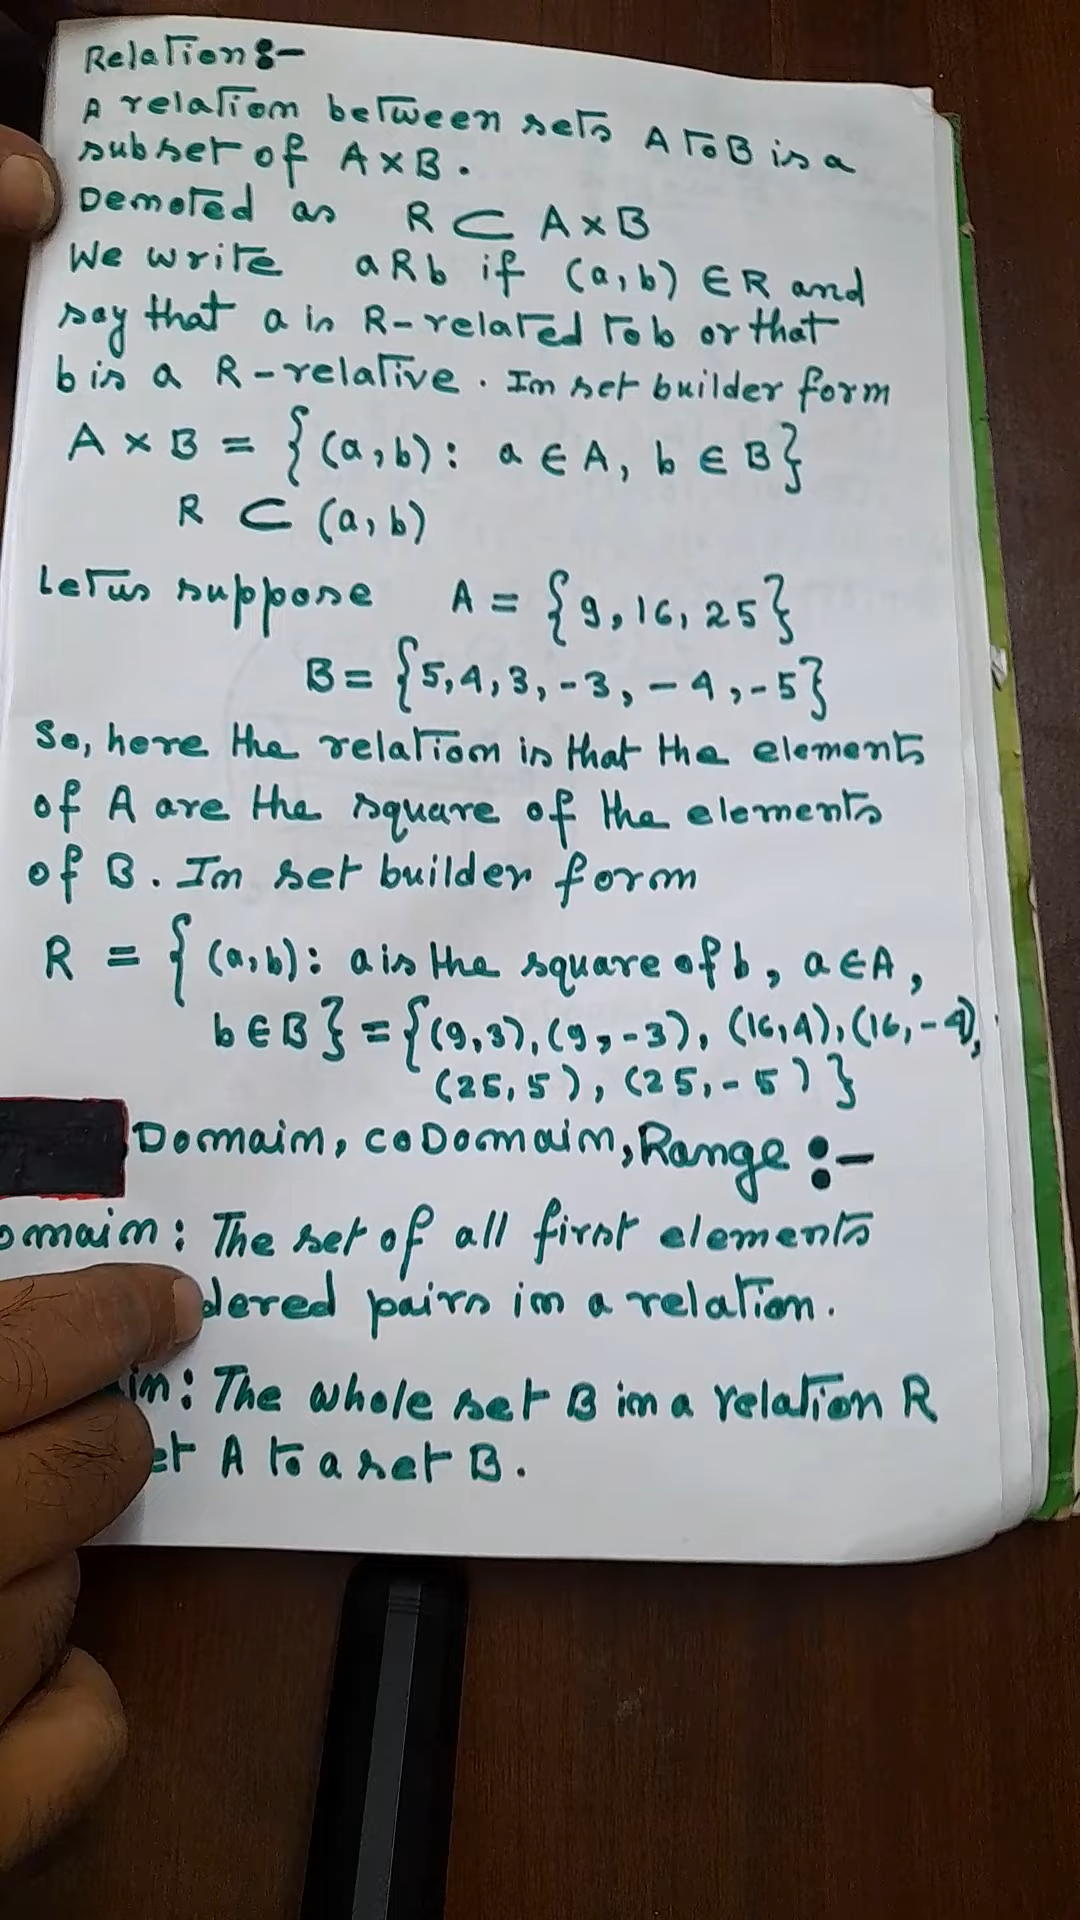 Relation:-
A relation between sets A to B is a
subset of A×B.
Denoted as R ⊂ A×B
We write aRb if (a,b) ∈ R and
say that a is R-related to b or that
b is a R-relative. In set builder form
A × B = {(a,b): a ∈ A, b ∈ B}
R ⊂ (a,b)
Let us suppose A = {9, 16, 25}
B = {5,4,3,-3,-4,-5}
So, here the relation is that the elements
of A are the square of the elements
of B. In set builder form
R = {(a,b): a is the square of b, a ∈ A,
b ∈ B} = {(9,3),(9,-3), (16,4),(16,-4),
(25,5), (25,-5)}
Domain, coDomain, Range :-
omain: The set of all first elements
dered pairs in a relation.
in: The whole set B in a relation R
et A to a set B.